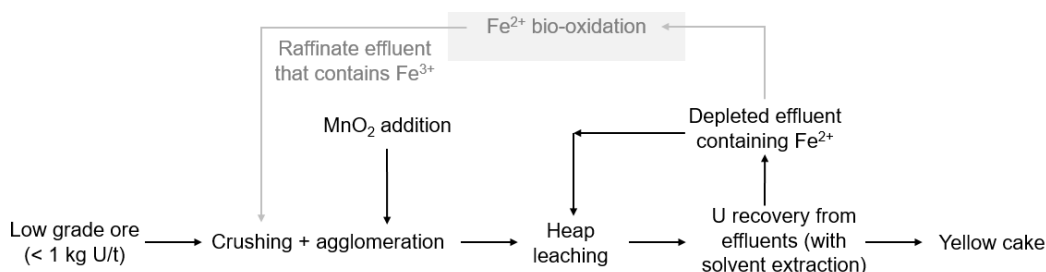 Fe²⁺ bio-oxidation
Raffinate effluent
that contains Fe³⁺
MnO₂ addition
Depleted effluent
containing Fe²⁺
Low grade ore
(< 1 kg U/t)
Crushing + agglomeration
Heap
leaching
U recovery from
effluents (with
solvent extraction)
Yellow cake